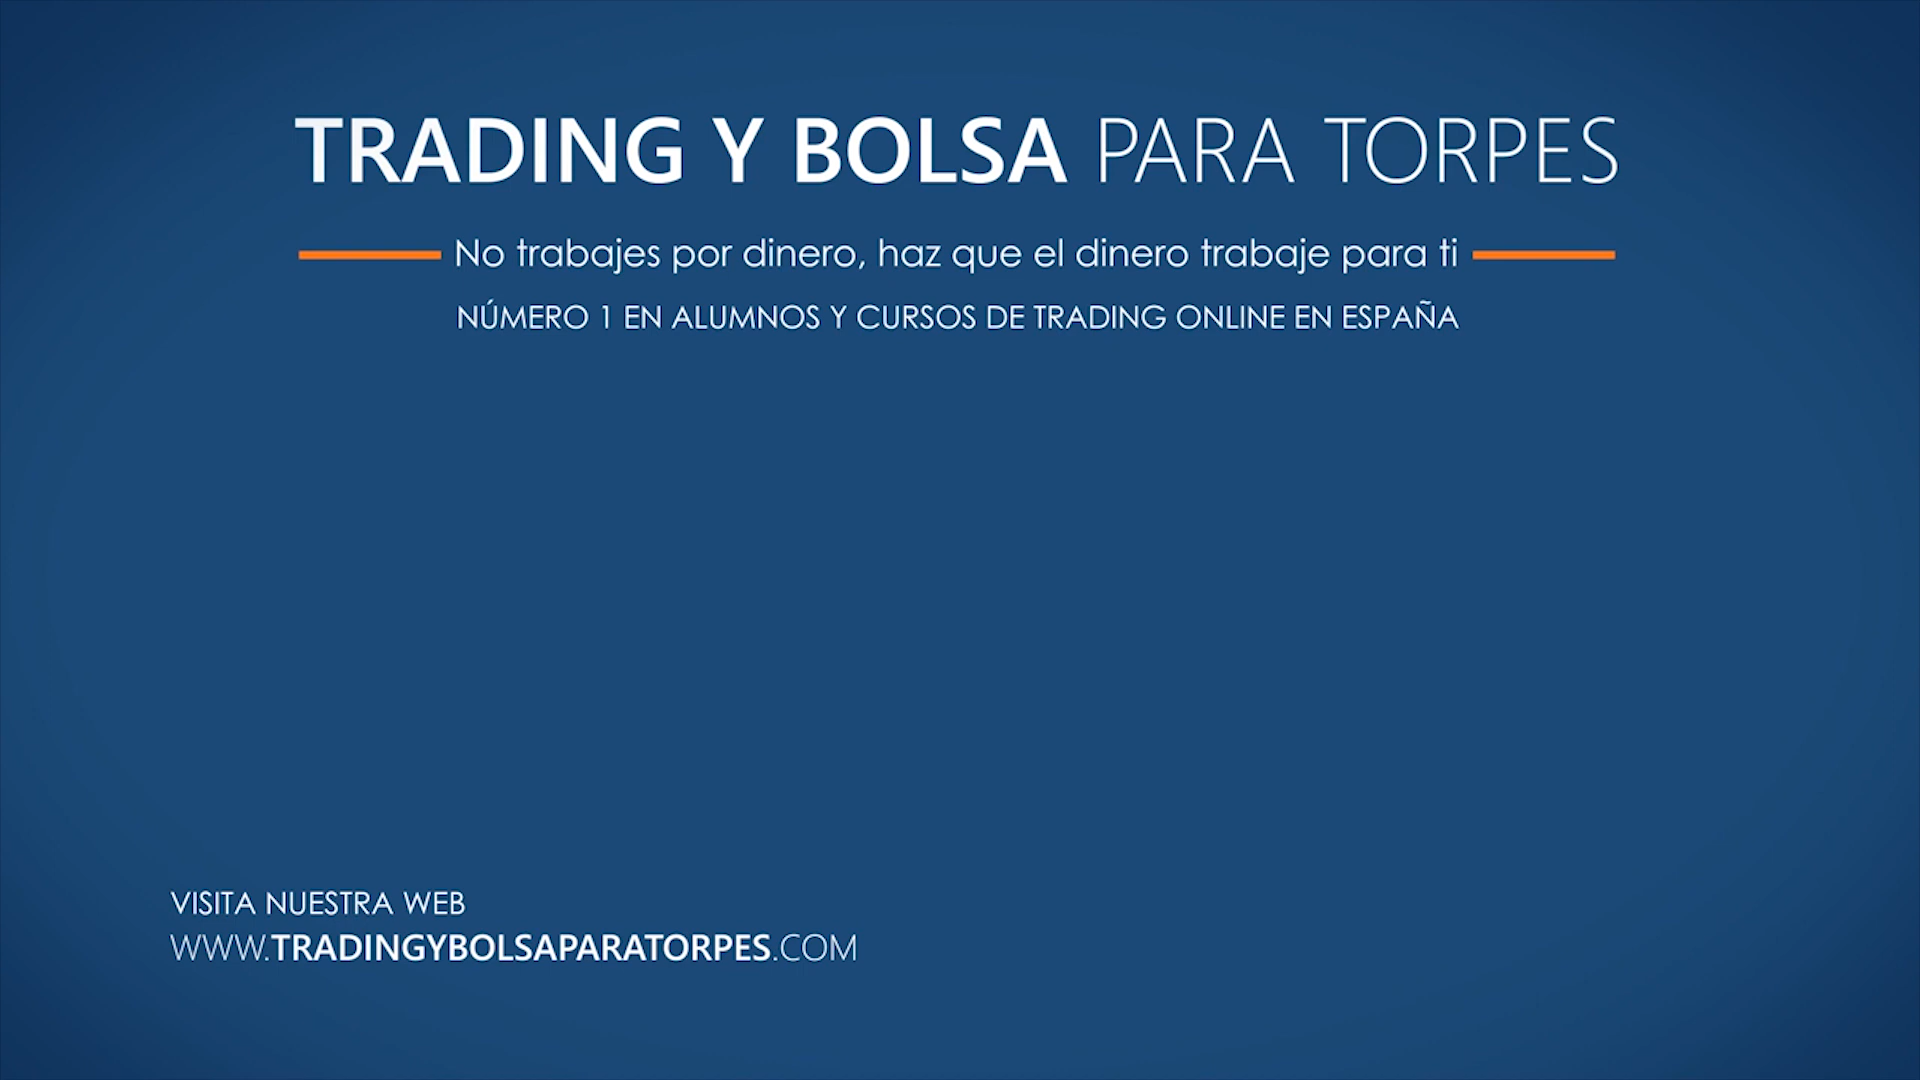 TRADING Y BOLSA PARA TORPES
No trabajes por dinero, haz que el dinero trabaje para ti
NÚMERO 1 EN ALUMNOS Y CURSOS DE TRADING ONLINE EN ESPAÑA
VISITA NUESTRA WEB
WWW.TRADINGYBOLSAPARATORPES.COM